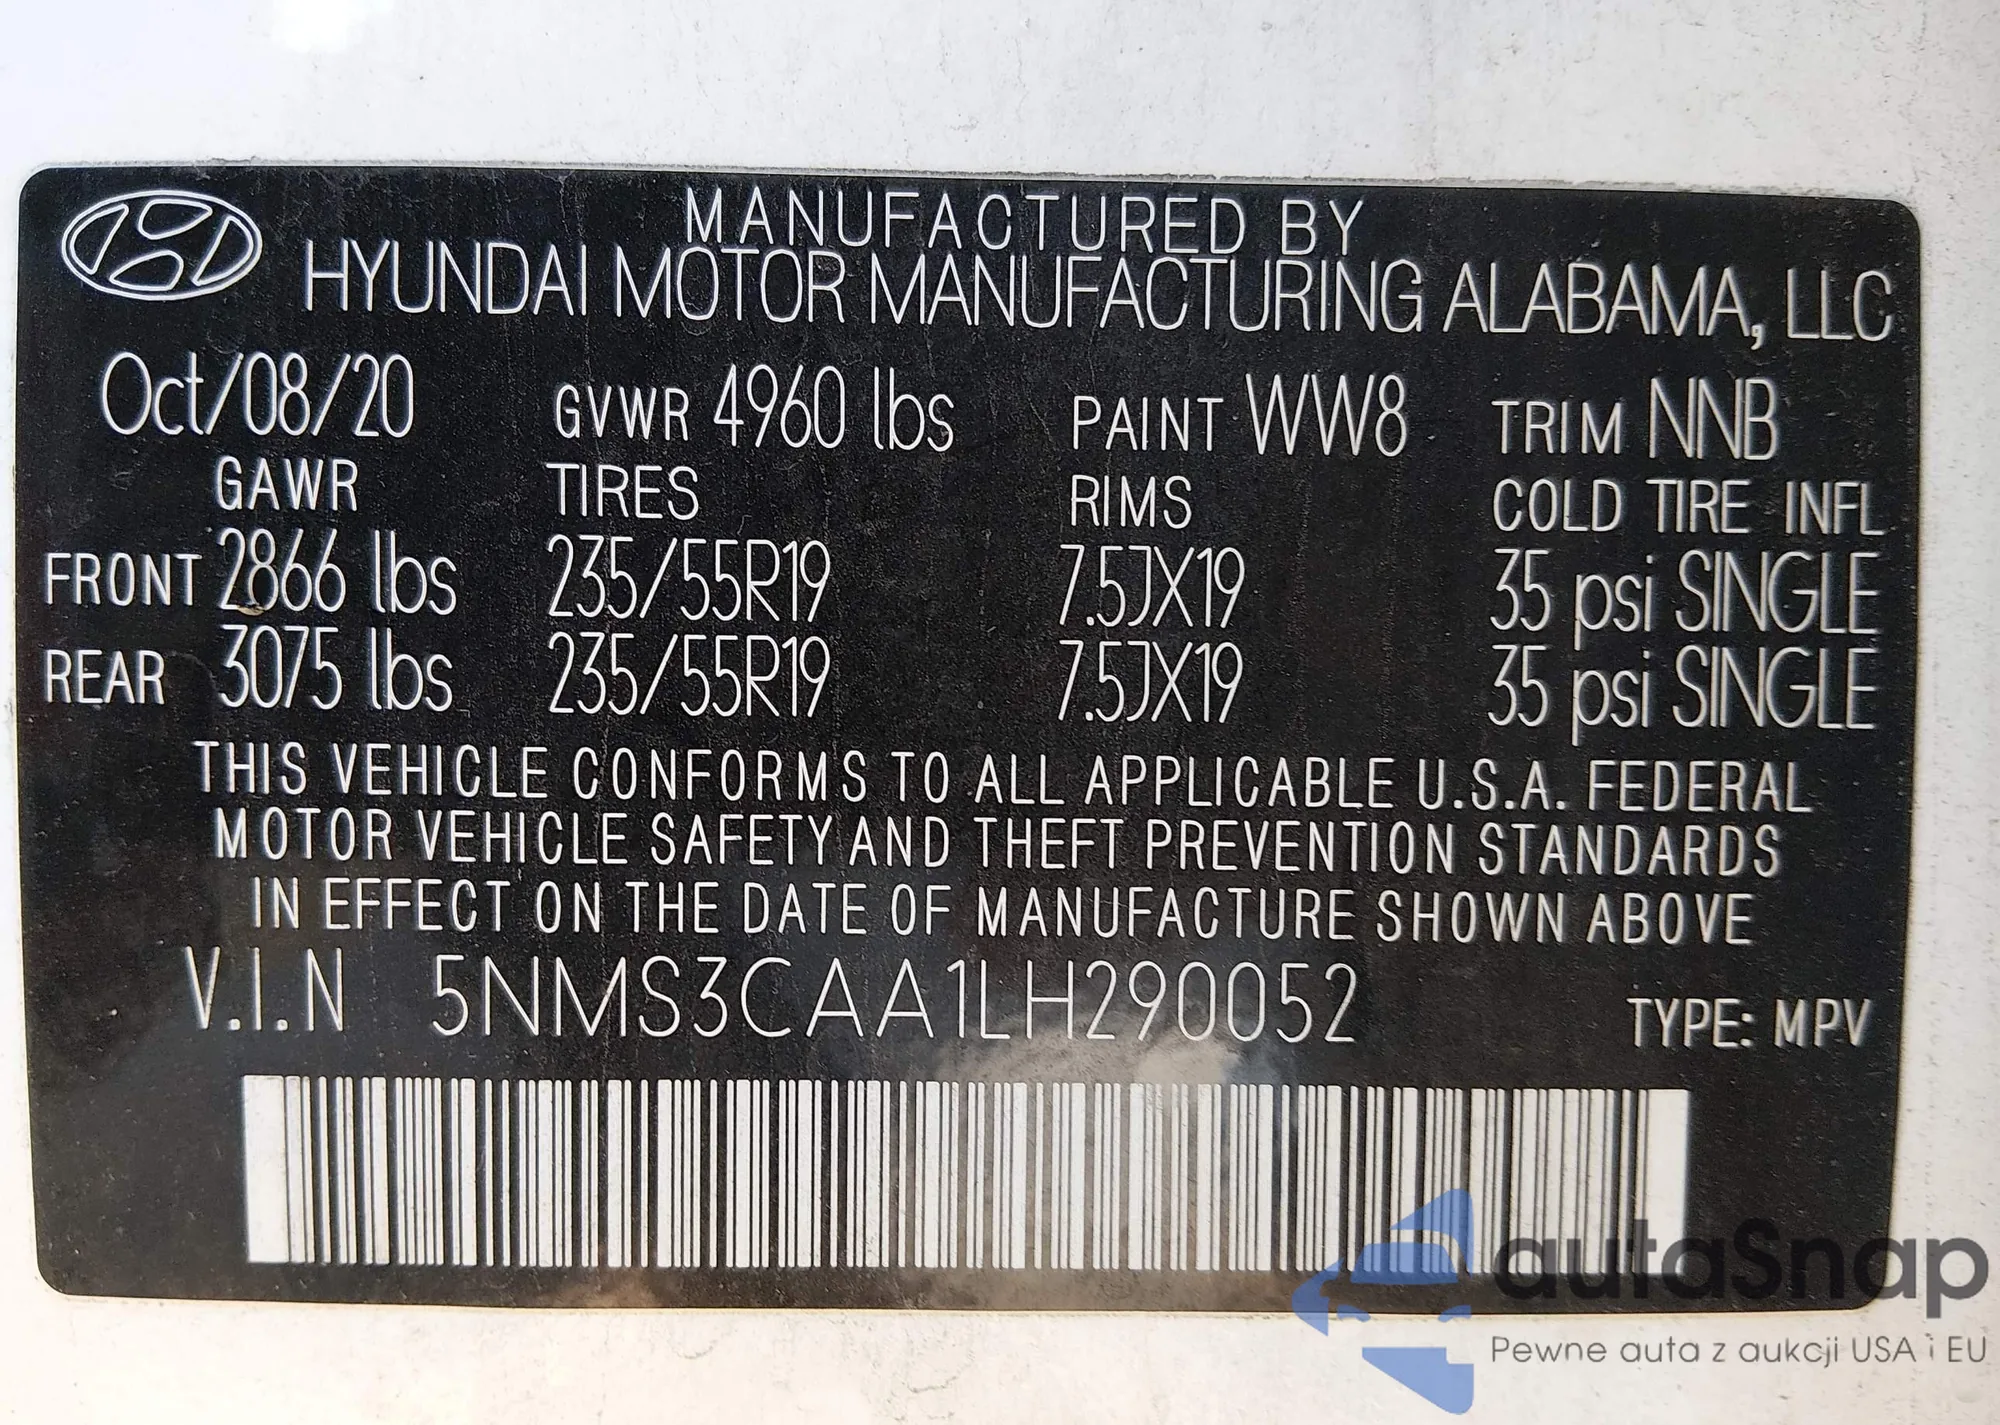 MANUFACTURED BY
HYUNDAI MOTOR MANUFACTURING ALABAMA, LLC
Oct/08/20 GVWR 4960 lbs PAINT WW8 TRIM NNB
GAWR TIRES RIMS COLD TIRE INFL
FRONT 2866 lbs 235/55R19 7.5JX19 35 psi SINGLE
REAR 3075 lbs 235/55R19 7.5JX19 35 psi SINGLE
THIS VEHICLE CONFORMS TO ALL APPLICABLE U.S.A. FEDERAL
MOTOR VEHICLE SAFETY AND THEFT PREVENTION STANDARDS
IN EFFECT ON THE DATE OF MANUFACTURE SHOWN ABOVE
V.I.N 5NMS3CAA1LH290052 TYPE: MPV
autaSnap
Pewne auta z aukcji USA i EU